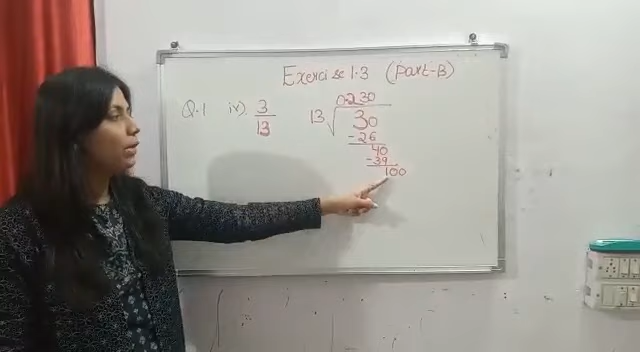 Exercise 1.3 (Part-B)
Q.1 iv). 3/13
0.230
13 √ 30
-26
40
-39
100